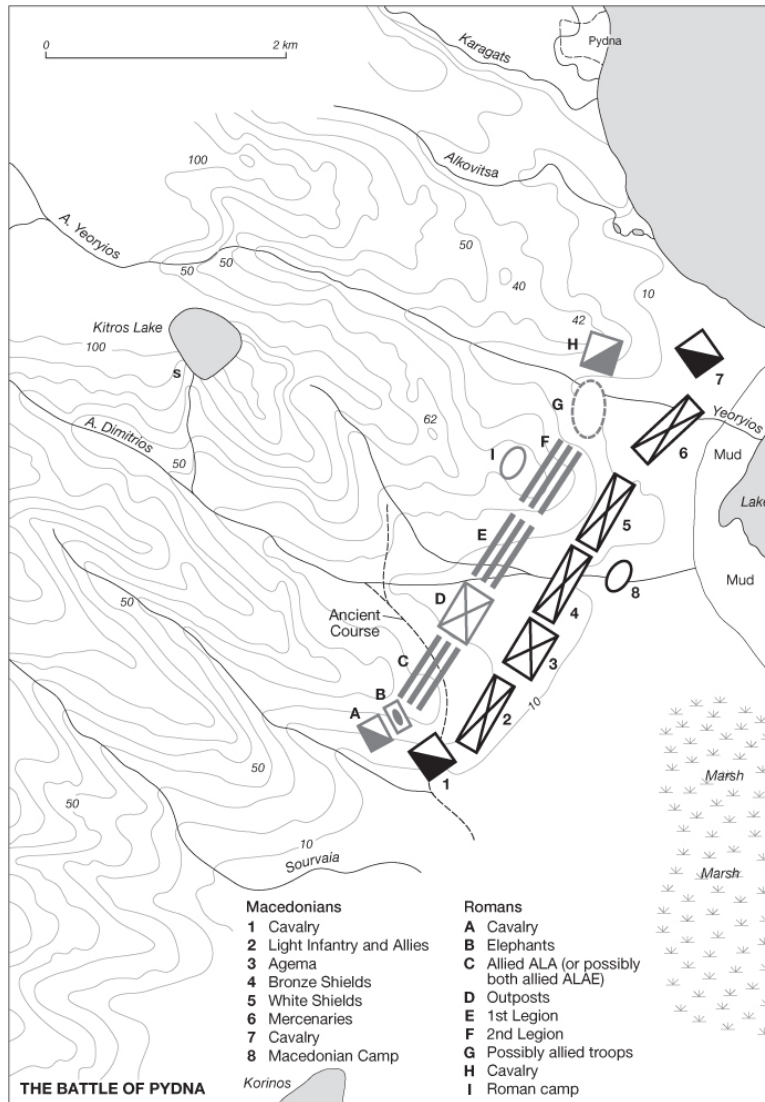 0 2 km
Karagats
Pydna
Alkovitsa
100
A. Yeoryios
50
50
50
40
10
42
Kitros Lake
100
H
7
s
G
Yeoryios
A. Dimitrios
62
6
F
Mud
I
50
5
Lake
E
8
Mud
D
4
Ancient
Course
50
C
3
B
10
A
2
Marsh
50
1
50
10
Marsh
Sourvaia
Macedonians
1 Cavalry
2 Light Infantry and Allies
3 Agema
4 Bronze Shields
5 White Shields
6 Mercenaries
7 Cavalry
8 Macedonian Camp
Romans
A Cavalry
B Elephants
C Allied ALA (or possibly
both allied ALAE)
D Outposts
E 1st Legion
F 2nd Legion
G Possibly allied troops
H Cavalry
I Roman camp
THE BATTLE OF PYDNA
Korinos